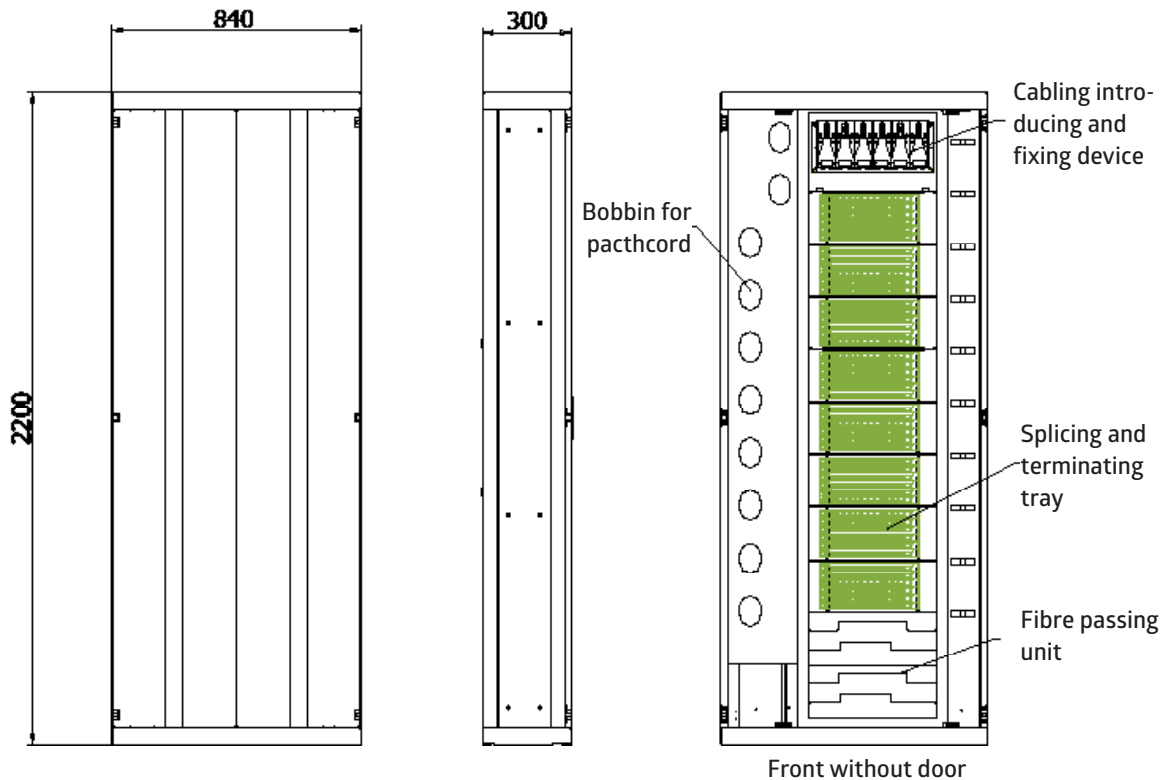 840
300
2200
Cabling intro-
ducing and
fixing device
Bobbin for
pacthcord
Splicing and
terminating
tray
Fibre passing
unit
Front without door